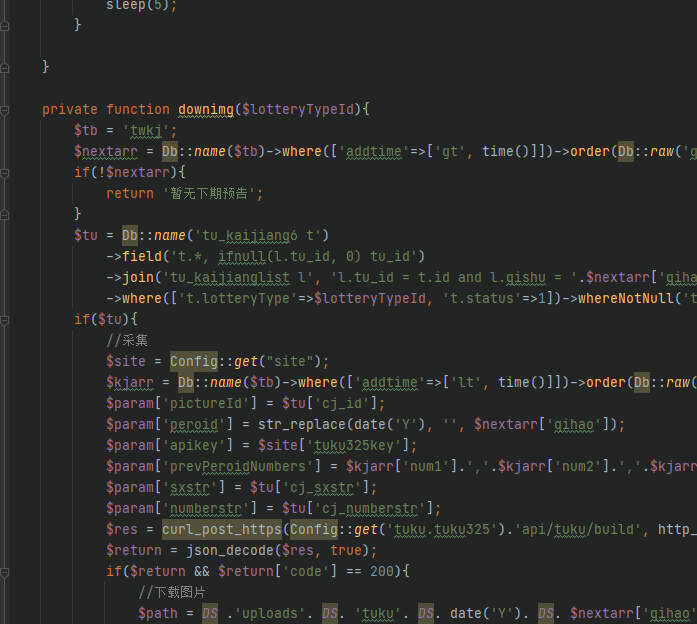 sleep(5);
}
}
private function downimg($lotteryTypeId){
$tb = 'twkj';
$nextarr = Db::name($tb)->where(['addtime'=>['gt', time()]])->order(Db::raw('g
if(!$nextarr){
return '暂无下期预告';
}
$tu = Db::name('tu_kaijiang6 t')
->field('t.*, ifnull(l.tu_id, 0) tu_id')
->join('tu_kaijianglist l', 'l.tu_id = t.id and l.qishu = '.$nextarr['qiha
->where(['t.lotteryType'=>$lotteryTypeId, 't.status'=>1])->whereNotNull('t
if($tu){
//采集
$site = Config::get("site");
$kjarr = Db::name($tb)->where(['addtime'=>['lt', time()]])->order(Db::raw(
$param['pictureId'] = $tu['cj_id'];
$param['peroid'] = str_replace(date('Y'), '', $nextarr['qihao']);
$param['apikey'] = $site['tuku325key'];
$param['prevPeroidNumbers'] = $kjarr['num1'].','.$kjarr['num2'].','.$kjarr
$param['sxstr'] = $tu['cj_sxstr'];
$param['numberstr'] = $tu['cj_numberstr'];
$res = curl_post_https(Config::get('tuku.tuku325').'api/tuku/build', http_
$return = json_decode($res, true);
if($return && $return['code'] == 200){
//下载图片
$path = DS .'uploads'. DS. 'tuku'. DS. date('Y'). DS. $nextarr['qihao'